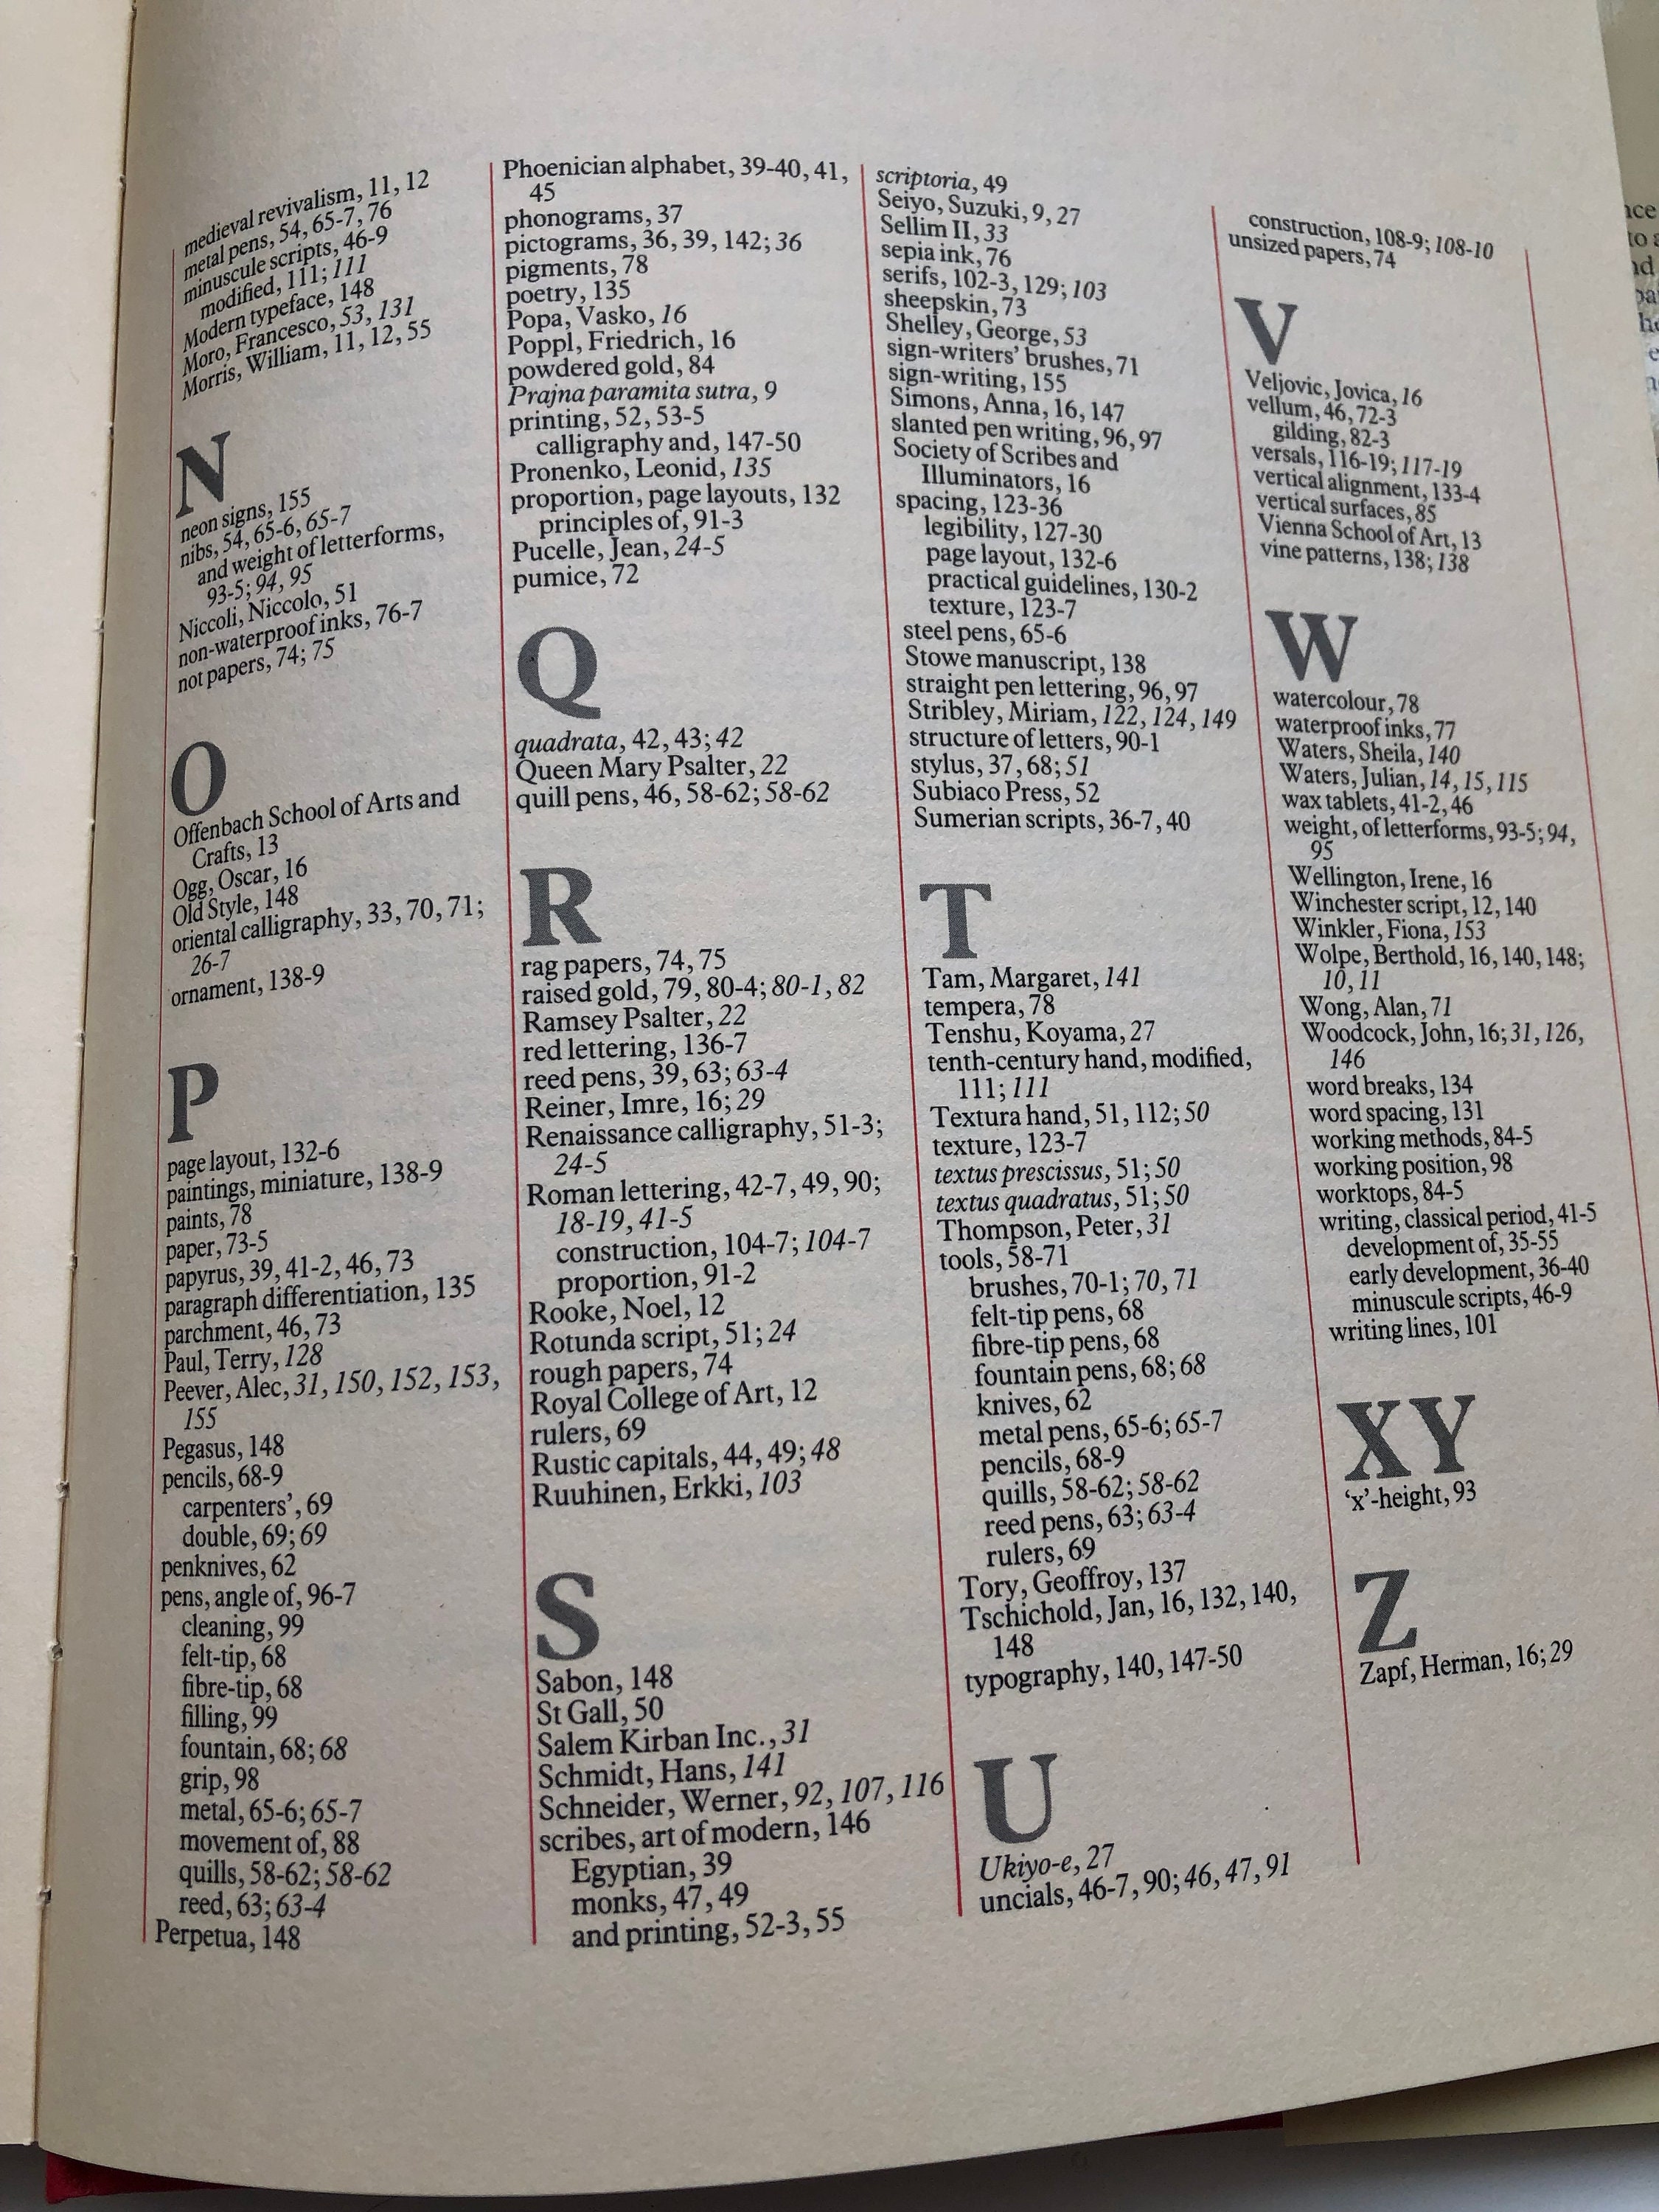 medieval revivalism, 11, 12
metal pens, 54, 65-7, 76
minuscule scripts, 46-9
modified, 111; 111
Modern typeface, 148
Moro, Francesco, 53, 131
Morris, William, 11, 12, 55
N
neon signs, 155
nibs, 54, 65-6, 65-7
and weight of letterforms,
93-5; 94, 95
Niccoli, Niccolo, 51
non-waterproof inks, 76-7
not papers, 74; 75
O
Offenbach School of Arts and
Crafts, 13
Ogg, Oscar, 16
Old Style, 148
oriental calligraphy, 33, 70, 71;
26-7
ornament, 138-9
P
page layout, 132-6
paintings, miniature, 138-9
paints, 78
paper, 73-5
papyrus, 39, 41-2, 46, 73
paragraph differentiation, 135
parchment, 46, 73
Paul, Terry, 128
Peever, Alec, 31, 150, 152, 153,
155
Pegasus, 148
pencils, 68-9
carpenters', 69
double, 69; 69
penknives, 62
pens, angle of, 96-7
cleaning, 99
felt-tip, 68
fibre-tip, 68
filling, 99
fountain, 68; 68
grip, 98
metal, 65-6; 65-7
movement of, 88
quills, 58-62; 58-62
reed, 63; 63-4
Perpetua, 148
Phoenician alphabet, 39-40, 41,
45
phonograms, 37
pictograms, 36, 39, 142; 36
pigments, 78
poetry, 135
Popa, Vasko, 16
Poppl, Friedrich, 16
powdered gold, 84
Prajna paramita sutra, 9
printing, 52, 53-5
calligraphy and, 147-50
Pronenko, Leonid, 135
proportion, page layouts, 132
principles of, 91-3
Pucelle, Jean, 24-5
pumice, 72
Q
quadrata, 42, 43; 42
Queen Mary Psalter, 22
quill pens, 46, 58-62; 58-62
R
rag papers, 74, 75
raised gold, 79, 80-4; 80-1, 82
Ramsey Psalter, 22
red lettering, 136-7
reed pens, 39, 63; 63-4
Reiner, Imre, 16; 29
Renaissance calligraphy, 51-3;
24-5
Roman lettering, 42-7, 49, 90;
18-19, 41-5
construction, 104-7; 104-7
proportion, 91-2
Rooke, Noel, 12
Rotunda script, 51; 24
rough papers, 74
Royal College of Art, 12
rulers, 69
Rustic capitals, 44, 49; 48
Ruuhinen, Erkki, 103
S
Sabon, 148
St Gall, 50
Salem Kirban Inc., 31
Schmidt, Hans, 141
Schneider, Werner, 92, 107, 116
scribes, art of modern, 146
Egyptian, 39
monks, 47, 49
and printing, 52-3, 55
scriptoria, 49
Seiyo, Suzuki, 9, 27
Sellim II, 33
sepia ink, 76
serifs, 102-3, 129; 103
sheepskin, 73
Shelley, George, 53
sign-writers' brushes, 71
sign-writing, 155
Simons, Anna, 16, 147
slanted pen writing, 96, 97
Society of Scribes and
Illuminators, 16
spacing, 123-36
legibility, 127-30
page layout, 132-6
practical guidelines, 130-2
texture, 123-7
steel pens, 65-6
Stowe manuscript, 138
straight pen lettering, 96, 97
Stribley, Miriam, 122, 124, 149
structure of letters, 90-1
stylus, 37, 68; 51
Subiaco Press, 52
Sumerian scripts, 36-7, 40
T
Tam, Margaret, 141
tempera, 78
Tenshu, Koyama, 27
tenth-century hand, modified,
111; 111
Textura hand, 51, 112; 50
texture, 123-7
textus prescissus, 51; 50
textus quadratus, 51; 50
Thompson, Peter, 31
tools, 58-71
brushes, 70-1; 70, 71
felt-tip pens, 68
fibre-tip pens, 68
fountain pens, 68; 68
knives, 62
metal pens, 65-6; 65-7
pencils, 68-9
quills, 58-62; 58-62
reed pens, 63; 63-4
rulers, 69
Tory, Geoffroy, 137
Tschichold, Jan, 16, 132, 140,
148
typography, 140, 147-50
U
Ukiyo-e, 27
uncials, 46-7, 90; 46, 47, 91
construction, 108-9; 108-10
unsized papers, 74
V
Veljovic, Jovica, 16
vellum, 46, 72-3
gilding, 82-3
versals, 116-19; 117-19
vertical alignment, 133-4
vertical surfaces, 85
Vienna School of Art, 13
vine patterns, 138; 138
W
watercolour, 78
waterproof inks, 77
Waters, Sheila, 140
Waters, Julian, 14, 15, 115
wax tablets, 41-2, 46
weight, of letterforms, 93-5; 94,
95
Wellington, Irene, 16
Winchester script, 12, 140
Winkler, Fiona, 153
Wolpe, Berthold, 16, 140, 148;
10, 11
Wong, Alan, 71
Woodcock, John, 16; 31, 126,
146
word breaks, 134
word spacing, 131
working methods, 84-5
working position, 98
worktops, 84-5
writing, classical period, 41-5
development of, 35-55
early development, 36-40
minuscule scripts, 46-9
writing lines, 101
XY
'x'-height, 93
Z
Zapf, Herman, 16; 29